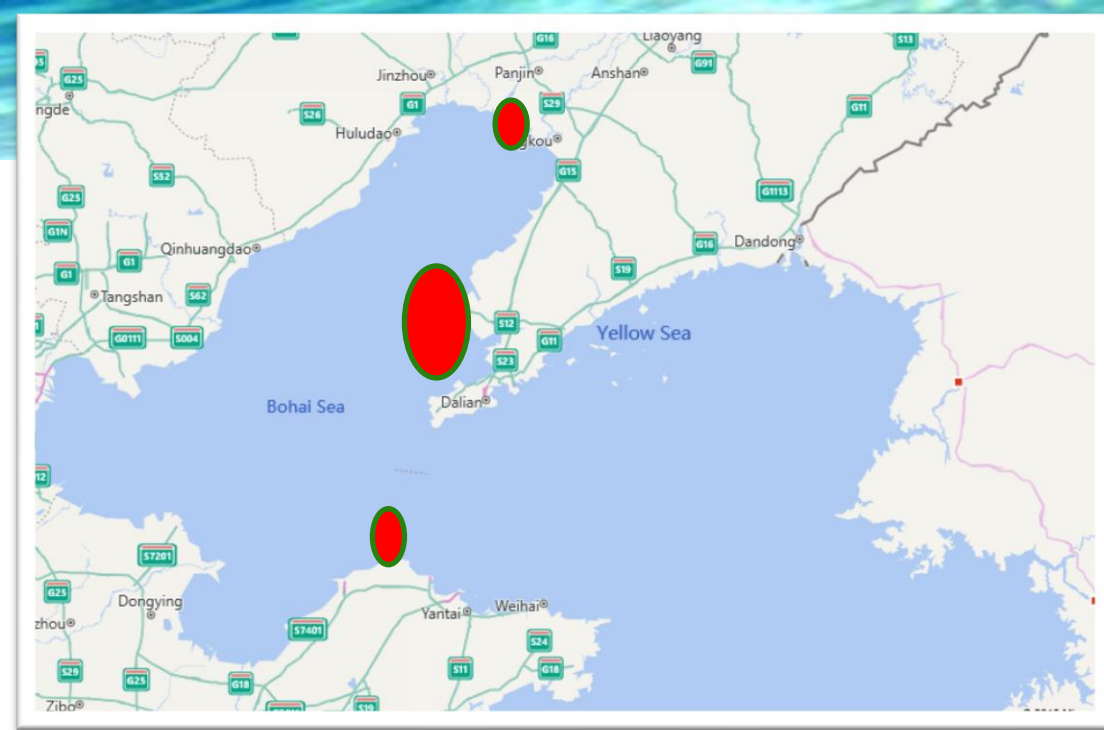 G16
Liaoyang
S13
G25
Jinzhou
Panjin
Anshan
G91
ngde
S26
G1
S29
G11
Huludao
kou
S52
G15
G25
G1113
G1N
Qinhuangdao
G16
Dandong
G1
G1
S19
Tangshan
S62
S12
Yellow Sea
G0111
S004
G11
S23
Bohai Sea
Dalian
12
S7201
G25
Dongying
Yantai
Weihai
zhou
S7401
S24
S29
G25
G18
S11
G18
Zibo
S19